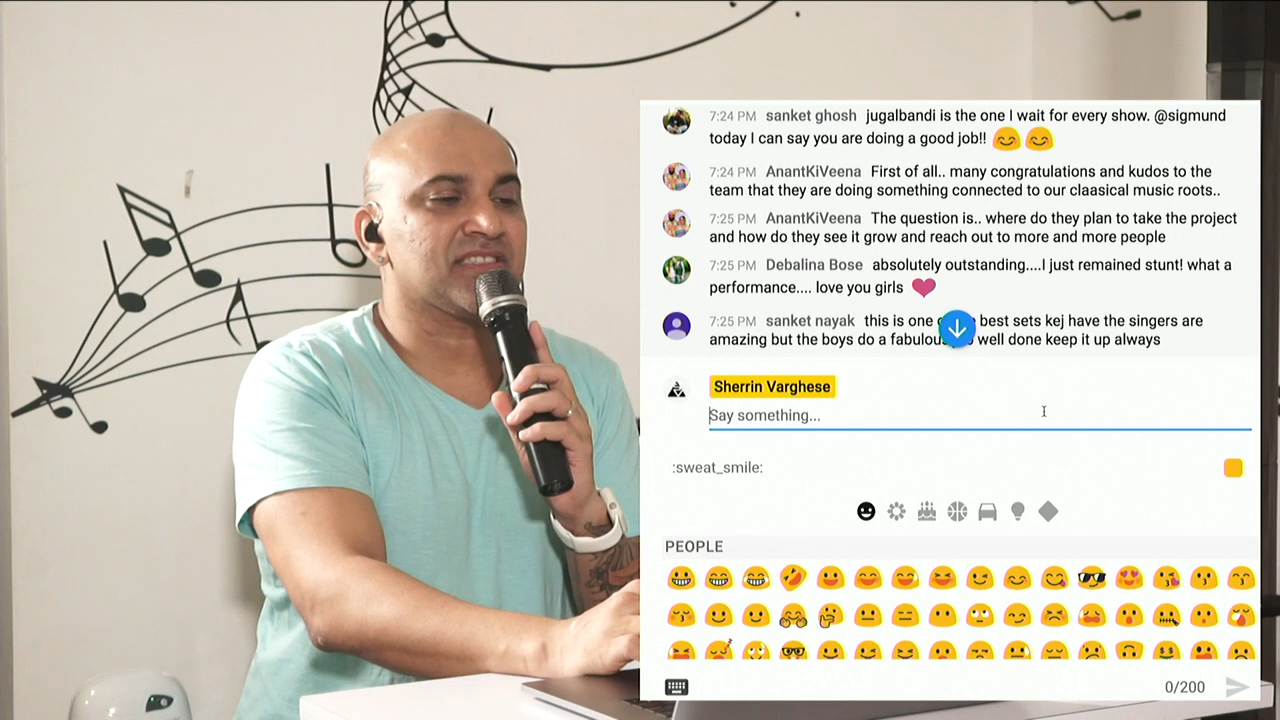 7:24 PM sanket ghosh jugalbandi is the one I wait for every show. @sigmund
today I can say you are doing a good job!!
7:24 PM AnantKiVeena First of all.. many congratulations and kudos to the
team that they are doing something connected to our claasical music roots..
7:25 PM AnantKiVeena The question is.. where do they plan to take the project
and how do they see it grow and reach out to more and more people
7:25 PM Debalina Bose absolutely outstanding....I just remained stunt! what a
performance.... love you girls
7:25 PM sanket nayak this is one best sets kej have the singers are
amazing but the boys do a fabulous well done keep it up always
Sherrin Varghese
Say something...
:sweat_smile:
PEOPLE
0/200